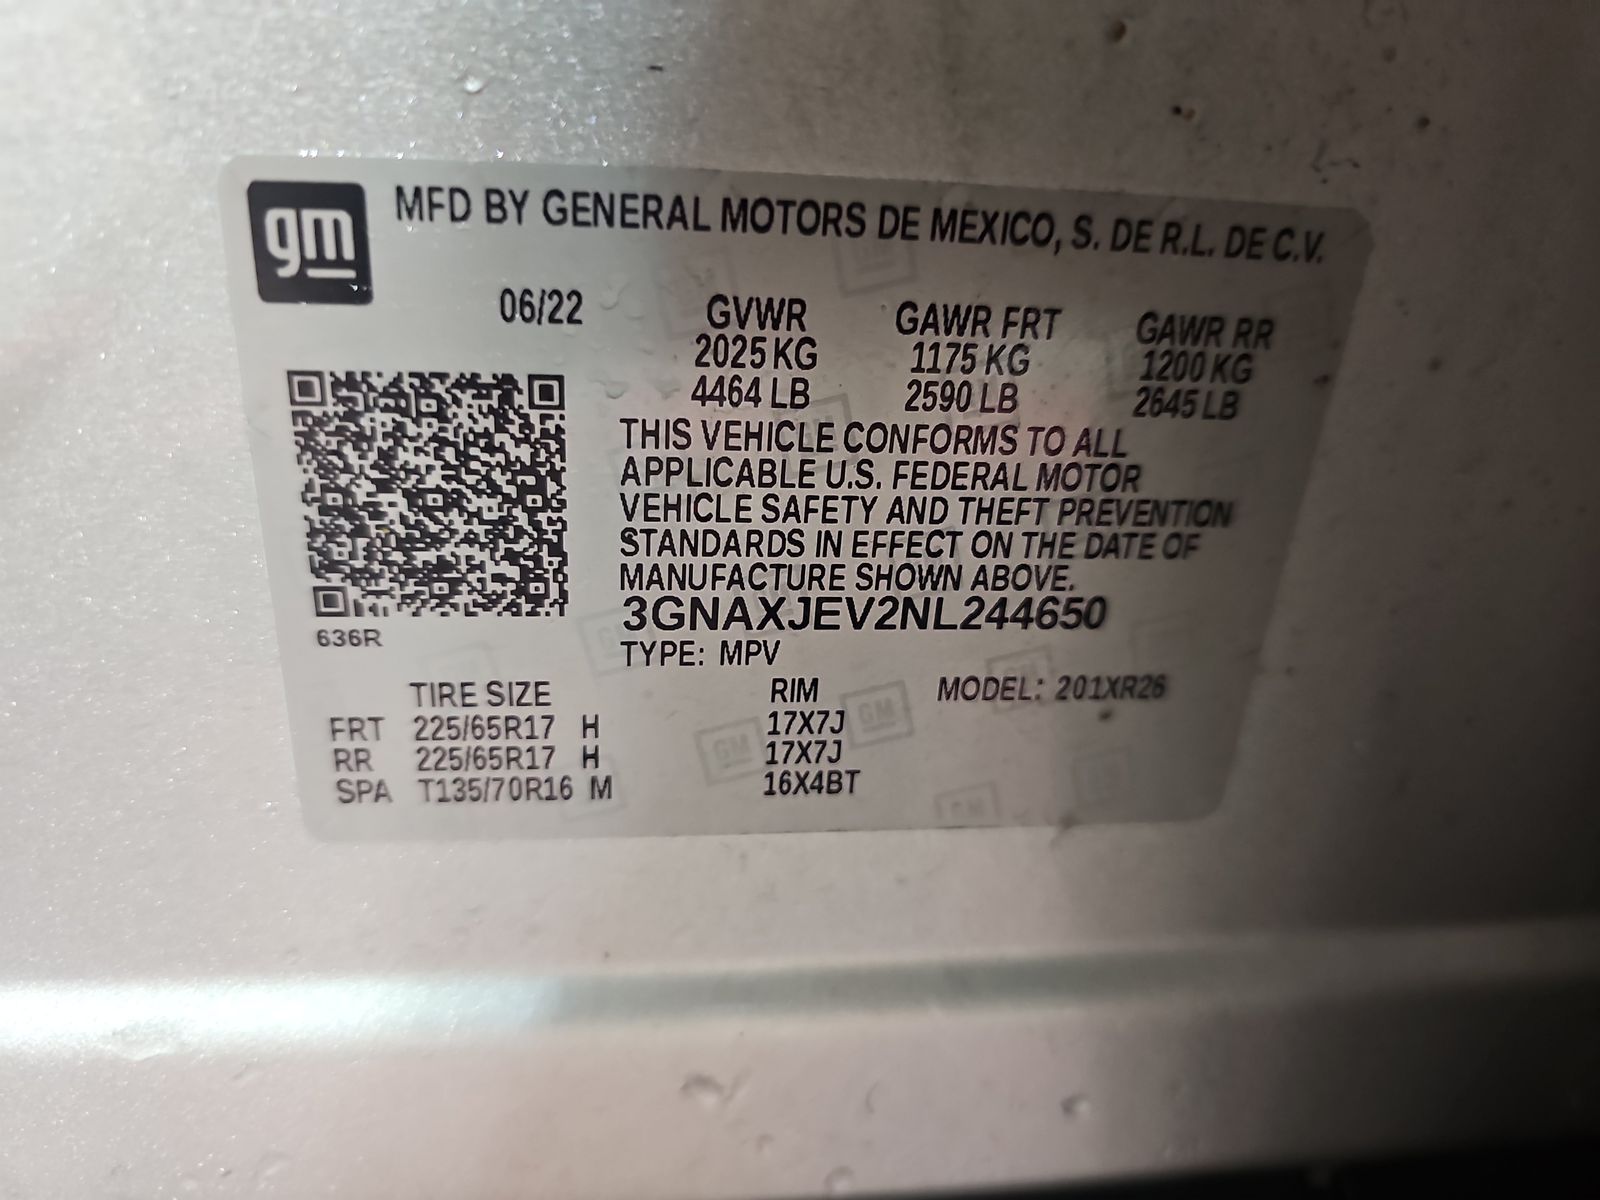 gm
MFD BY GENERAL MOTORS DE MEXICO, S. DE R.L. DE C.V.
06/22 GVWR GAWR FRT GAWR RR
2025 KG 1175 KG 1200 KG
4464 LB 2590 LB 2645 LB
THIS VEHICLE CONFORMS TO ALL
APPLICABLE U.S. FEDERAL MOTOR
VEHICLE SAFETY AND THEFT PREVENTION
STANDARDS IN EFFECT ON THE DATE OF
MANUFACTURE SHOWN ABOVE.
3GNAXJEV2NL244650
636R
TYPE: MPV
TIRE SIZE RIM MODEL: 201XR26
FRT 225/65R17 H 17X7J
RR 225/65R17 H 17X7J
SPA T135/70R16 M 16X4BT